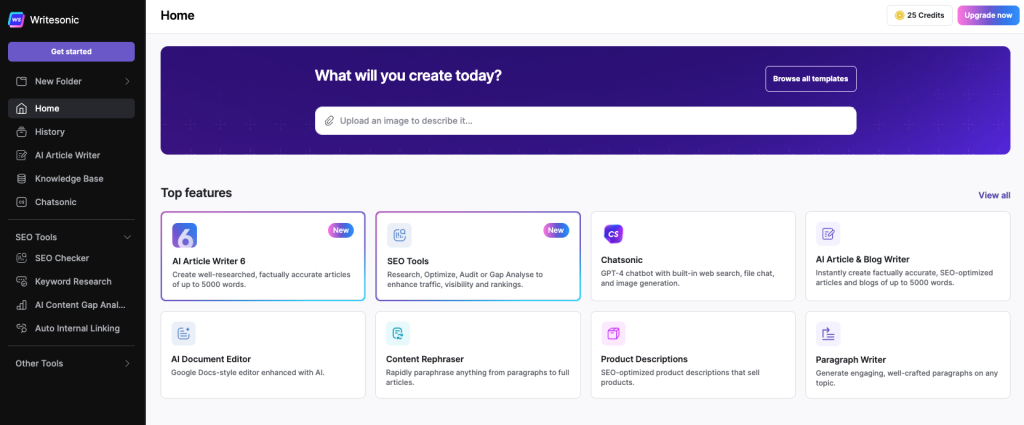 Writesonic
Get started
New Folder
Home
History
AI Article Writer
Knowledge Base
Chatsonic
SEO Tools
SEO Checker
Keyword Research
AI Content Gap Anal...
Auto Internal Linking
Other Tools
Home
25 Credits
Upgrade now
What will you create today?
Browse all templates
Upload an image to describe it...
Top features
View all
6
New
AI Article Writer 6
Create well-researched, factually accurate articles
of up to 5000 words.
New
SEO Tools
Research, Optimize, Audit or Gap Analyse to
enhance traffic, visibility and rankings.
CS
Chatsonic
GPT-4 chatbot with built-in web search, file chat,
and image generation.
AI Article & Blog Writer
Instantly create factually accurate, SEO-optimized
articles and blogs of up to 5000 words.
AI Document Editor
Google Docs-style editor enhanced with AI.
Content Rephraser
Rapidly paraphrase anything from paragraphs to full
articles.
Product Descriptions
SEO-optimized product descriptions that sell
products.
Paragraph Writer
Generate engaging, well-crafted paragraphs on any
topic.